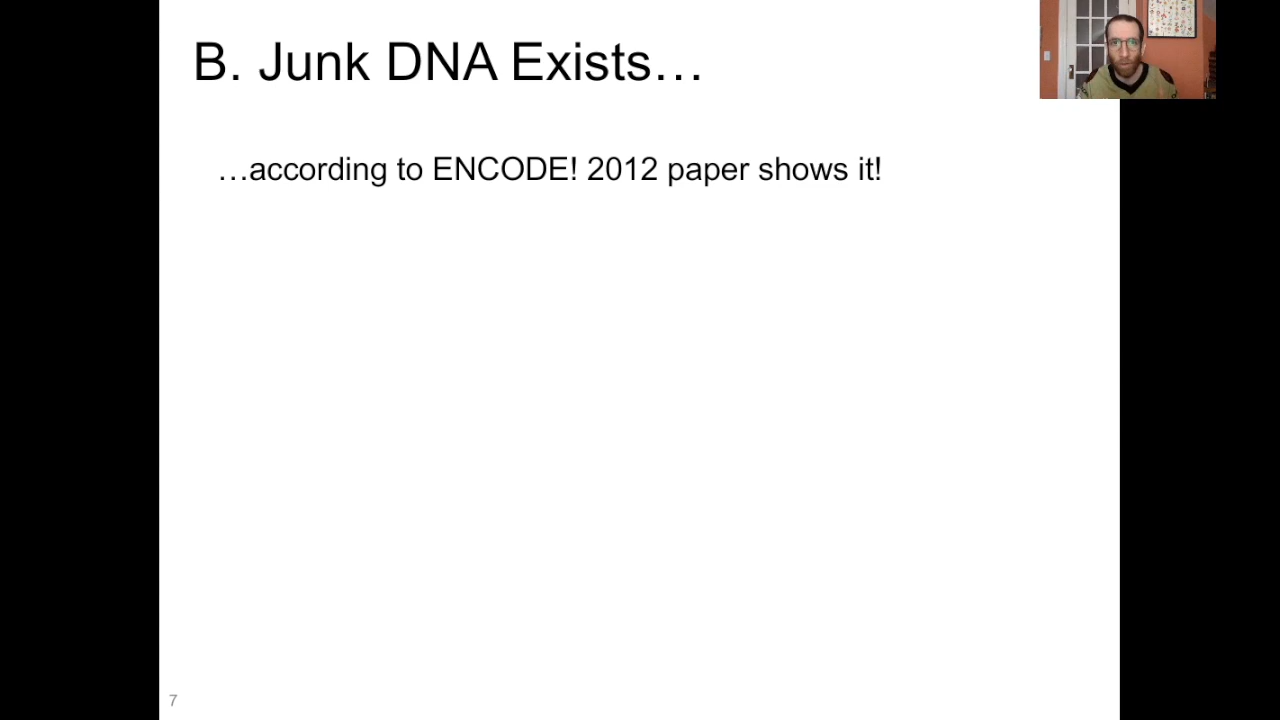 B. Junk DNA Exists…
…according to ENCODE! 2012 paper shows it!
7